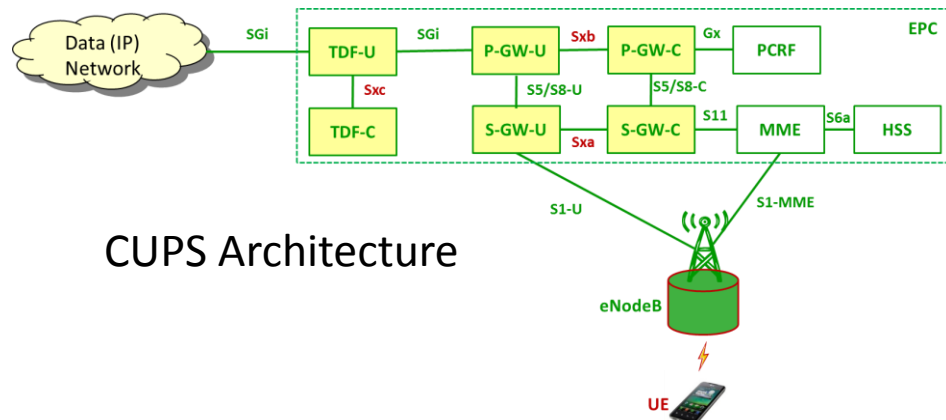 EPC
Data (IP)
Network
SGi
TDF-U
SGi
P-GW-U
Sxb
P-GW-C
Gx
PCRF
Sxc
S5/S8-U
S5/S8-C
TDF-C
S-GW-U
Sxa
S-GW-C
S11
MME
S6a
HSS
S1-U
S1-MME
CUPS Architecture
eNodeB
UE